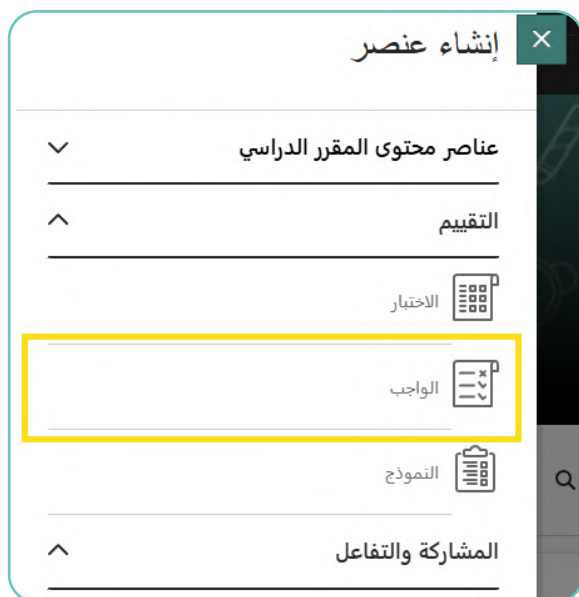 إنشاء عنصر
عناصر محتوى المقرر الدراسي
التقييم
الاختبار
الواجب
النموذج
المشاركة والتفاعل